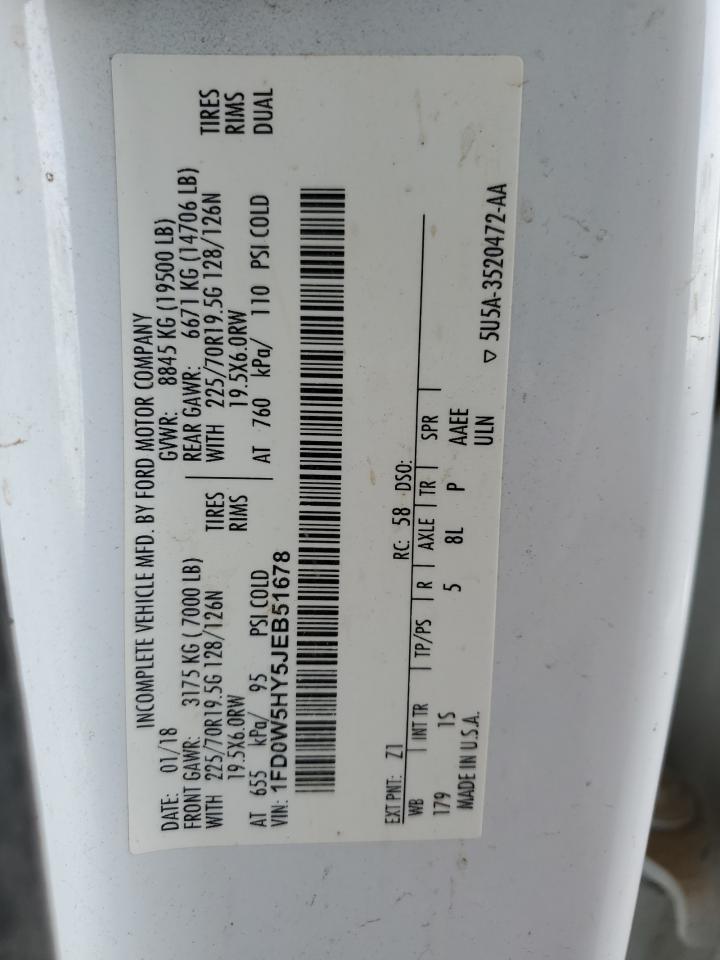 INCOMPLETE VEHICLE MFD. BY FORD MOTOR COMPANY
DATE: 01/18 GVWR: 8845 KG (19500 LB)
FRONT GAWR: 3175 KG ( 7000 LB) REAR GAWR: 6671 KG (14706 LB)
WITH 225/70R19.5G 128/126N TIRES WITH 225/70R19.5G 128/126N TIRES
19.5X6.0RW RIMS 19.5X6.0RW RIMS
AT 655 kPa/ 95 PSI COLD AT 760 kPa/ 110 PSI COLD DUAL
VIN: 1FD0W5HY5JEB51678
EXT PNT: Z1 RC: 58 DSO:
WB INT TR TP/PS R AXLE TR SPR
179 1S 5 8L P AAEE
MADE IN U.S.A. ULN
▽ 5U5A-3520472-AA